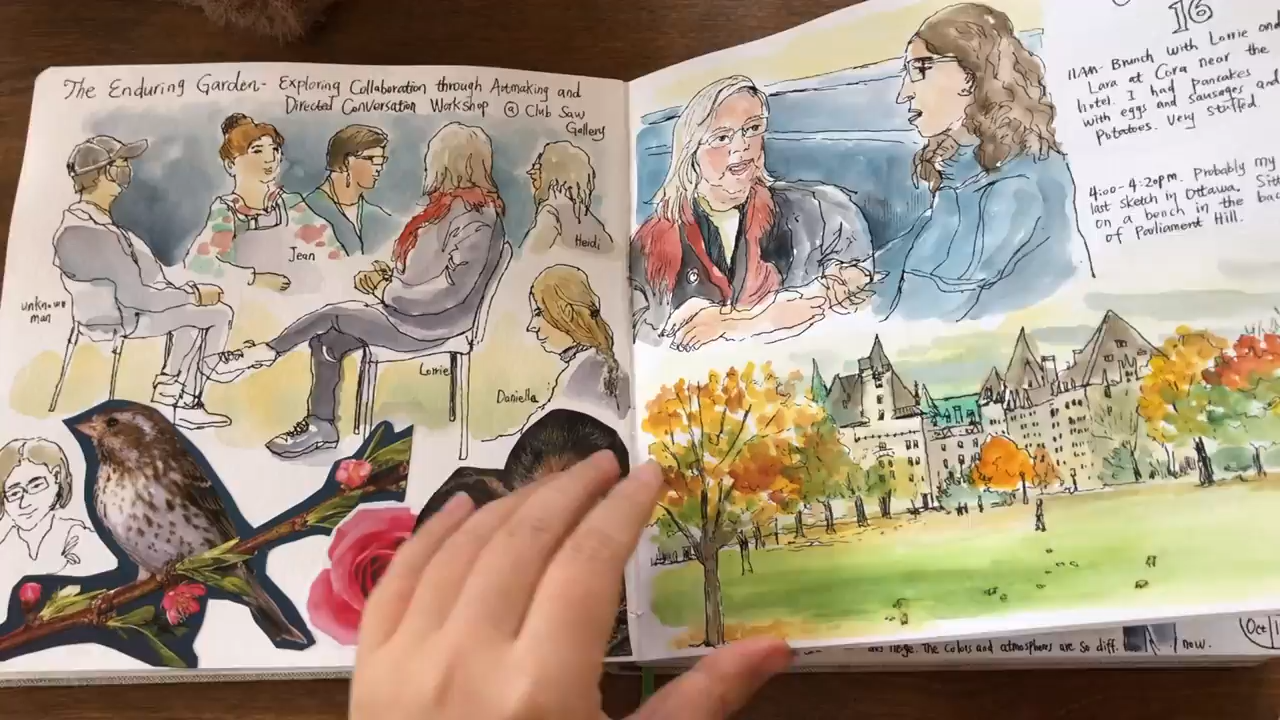 The Enduring Garden - Exploring Collaboration through Artmaking and
Directed Conversation Workshop @ Club Saw
Gallery
Jean
Heidi
unknown
man
Lorrie
Daniella
16
11AM - Brunch with Lorrie and
Lara at Cora near the
hotel. I had pancakes
with eggs and sausages and
Potatoes. Very stuffed.
4:00 - 4:20pm. Probably my
last sketch in Ottawa.
on a bench in the
of Parliament Hill.
The colors and atmospheres are so diff.
now.
Oct